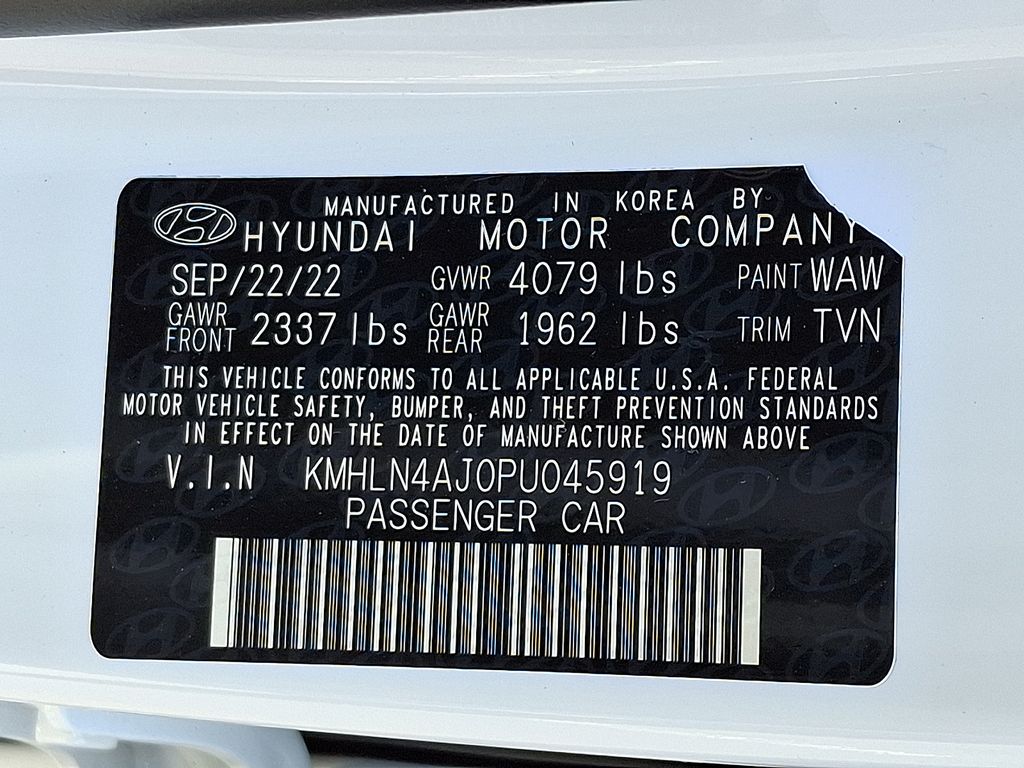 MANUFACTURED IN KOREA BY
HYUNDAI MOTOR COMPANY
SEP/22/22 GVWR 4079 lbs PAINT WAW
GAWR FRONT 2337 lbs GAWR REAR 1962 lbs TRIM TVN
THIS VEHICLE CONFORMS TO ALL APPLICABLE U.S.A. FEDERAL
MOTOR VEHICLE SAFETY, BUMPER, AND THEFT PREVENTION STANDARDS
IN EFFECT ON THE DATE OF MANUFACTURE SHOWN ABOVE
V.I.N KMHLN4AJ0PU045919
PASSENGER CAR